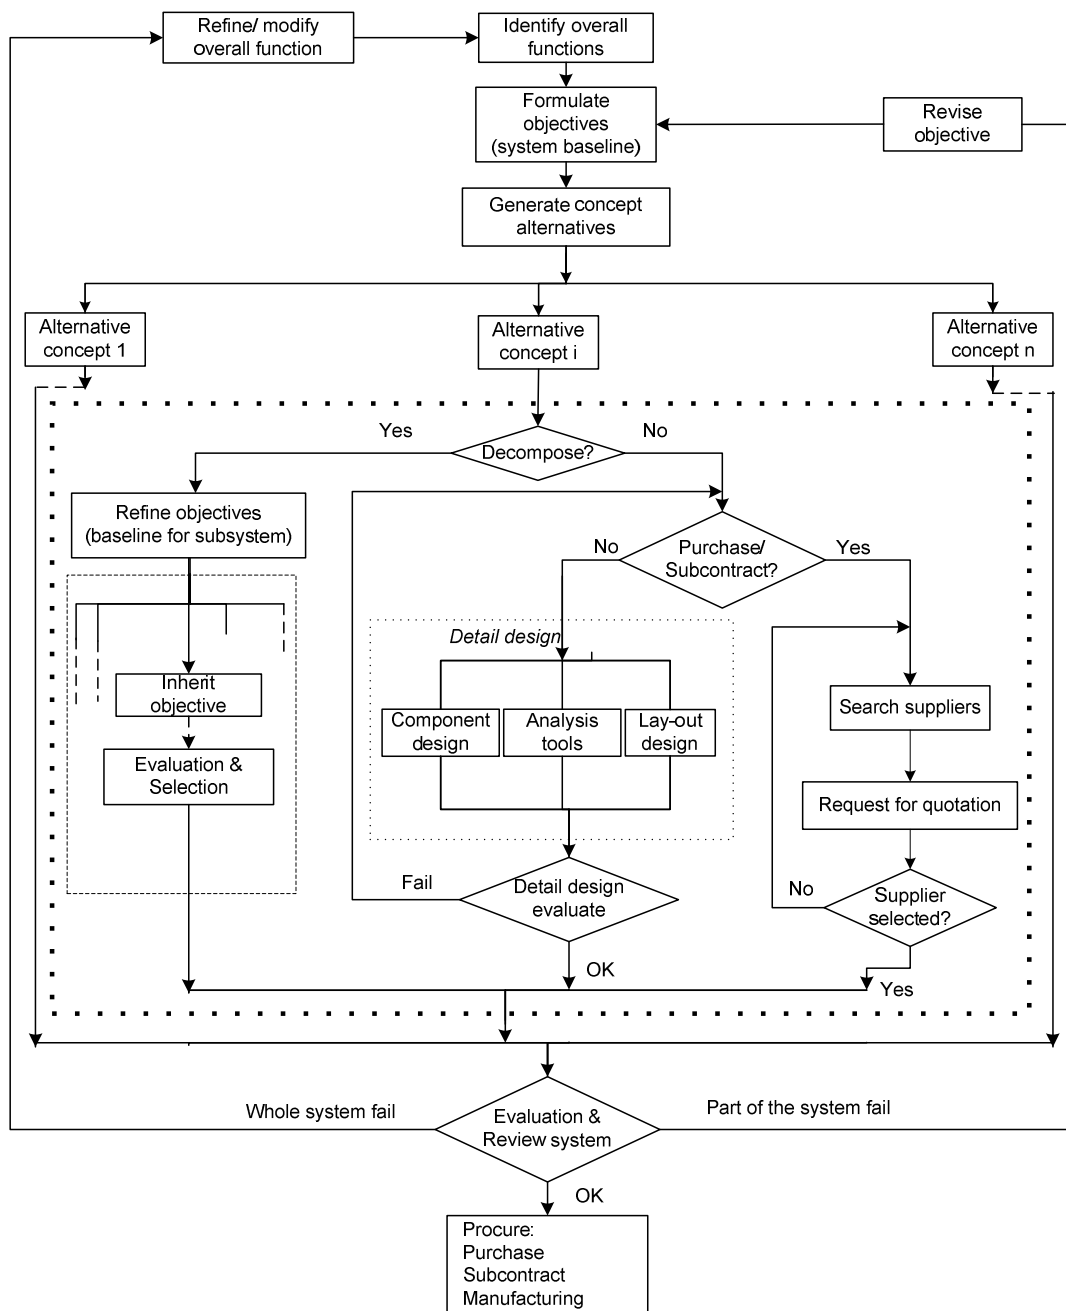 Refine/ modify
overall function
Identify overall
functions
Formulate
objectives
(system baseline)
Revise
objective
Generate concept
alternatives
Alternative
concept 1
Alternative
concept i
Alternative
concept n
Yes
No
Decompose?
Refine objectives
(baseline for subsystem)
No
Purchase/
Subcontract?
Yes
Detail design
Inherit
objective
Component
design
Analysis
tools
Lay-out
design
Search suppliers
Evaluation &
Selection
Request for quotation
Fail
Detail design
evaluate
No
Supplier
selected?
OK
Yes
Whole system fail
Evaluation &
Review system
Part of the system fail
OK
Procure:
Purchase
Subcontract
Manufacturing